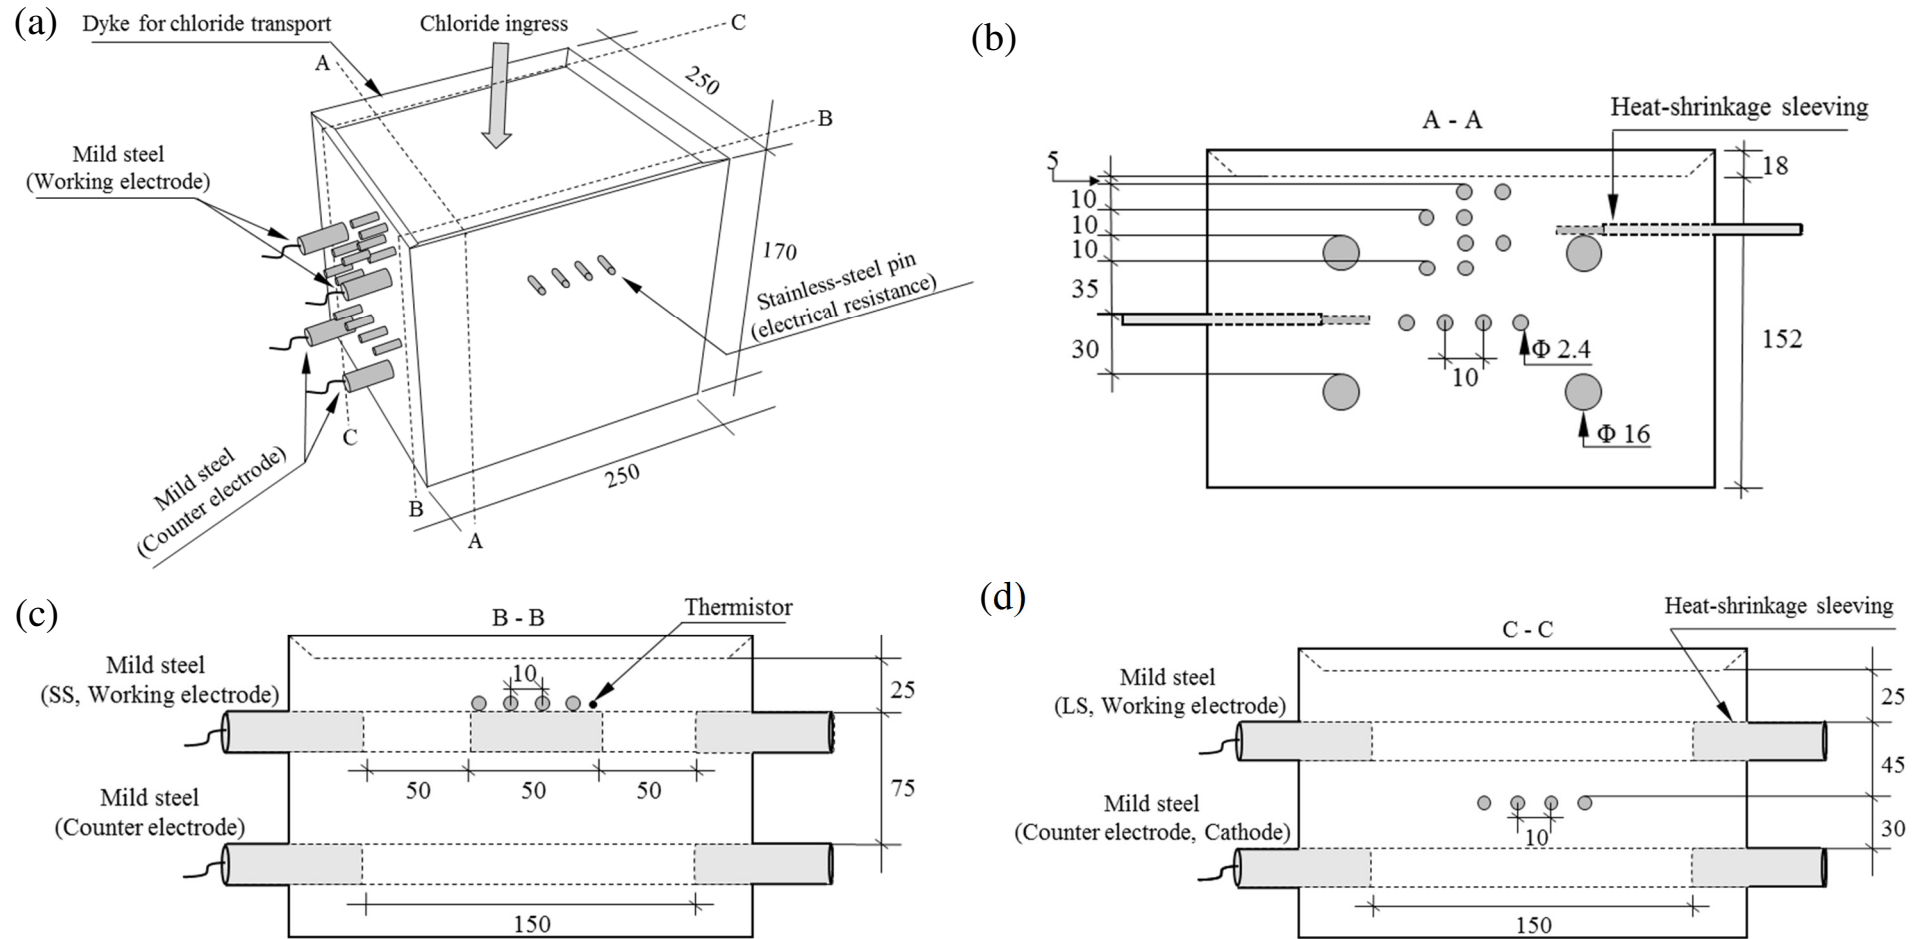 (a)
Dyke for chloride transport
Chloride ingress
C
A
250
B
Mild steel
(Working electrode)
170
Stainless-steel pin
(electrical resistance)
C
Mild steel
(Counter electrode)
250
B
A
(b)
A - A
Heat-shrinkage sleeving
5
18
10
10
10
35
30
Φ 2.4
10
152
Φ 16
(c)
B - B
Thermistor
Mild steel
(SS, Working electrode)
10
25
50
50
50
75
Mild steel
(Counter electrode)
150
(d)
C - C
Heat-shrinkage sleeving
Mild steel
(LS, Working electrode)
25
45
Mild steel
(Counter electrode, Cathode)
10
30
150